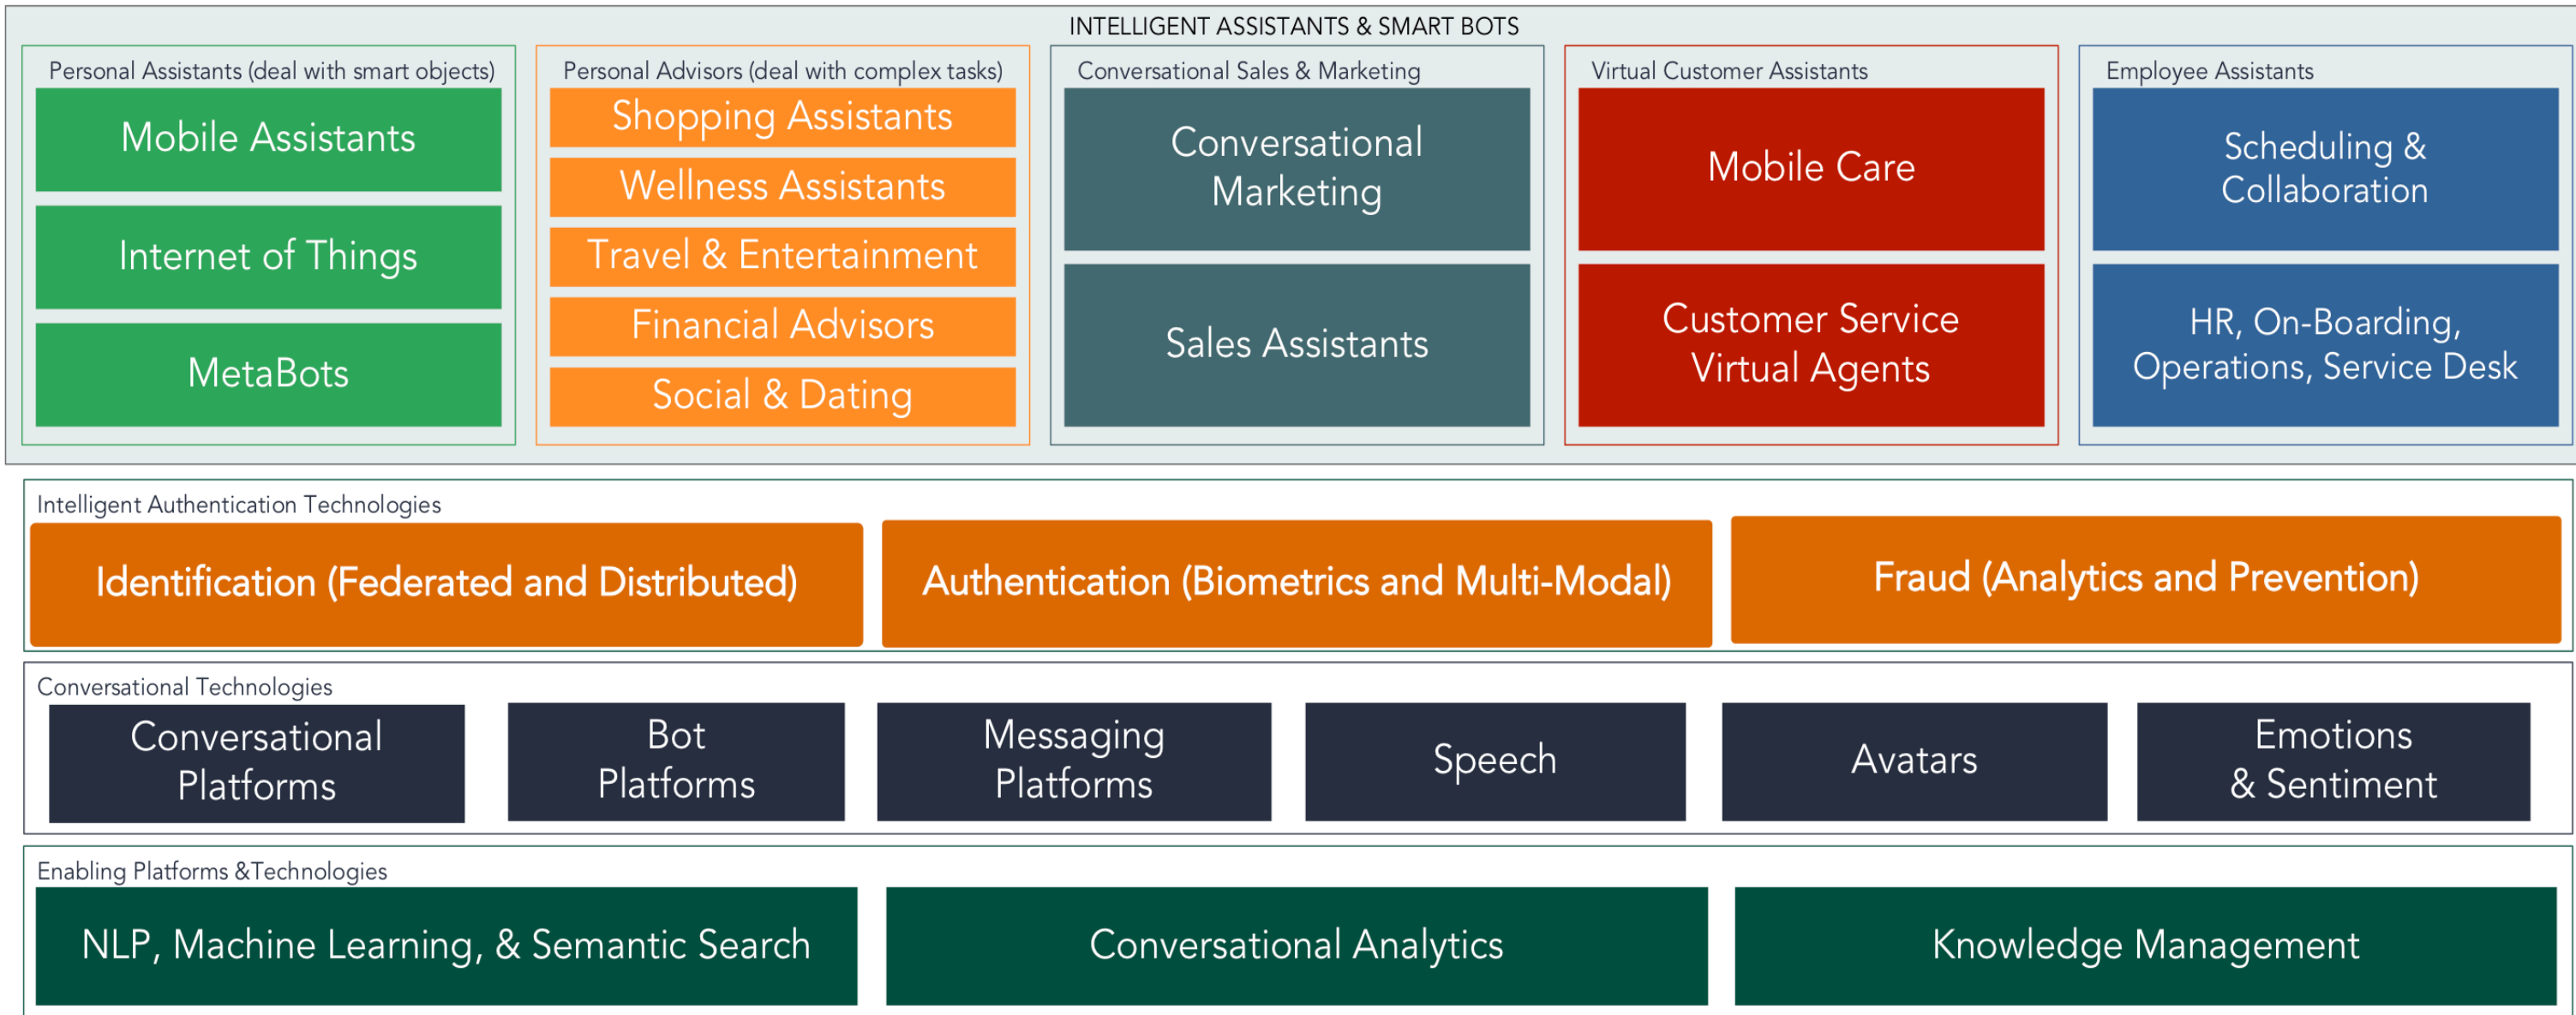 INTELLIGENT ASSISTANTS & SMART BOTS
Personal Assistants (deal with smart objects)
Mobile Assistants
Internet of Things
MetaBots
Personal Advisors (deal with complex tasks)
Shopping Assistants
Wellness Assistants
Travel & Entertainment
Financial Advisors
Social & Dating
Conversational Sales & Marketing
Conversational
Marketing
Sales Assistants
Virtual Customer Assistants
Mobile Care
Customer Service
Virtual Agents
Employee Assistants
Scheduling &
Collaboration
HR, On-Boarding,
Operations, Service Desk
Intelligent Authentication Technologies
Identification (Federated and Distributed)
Authentication (Biometrics and Multi-Modal)
Fraud (Analytics and Prevention)
Conversational Technologies
Conversational
Platforms
Bot
Platforms
Messaging
Platforms
Speech
Avatars
Emotions
& Sentiment
Enabling Platforms &Technologies
NLP, Machine Learning, & Semantic Search
Conversational Analytics
Knowledge Management